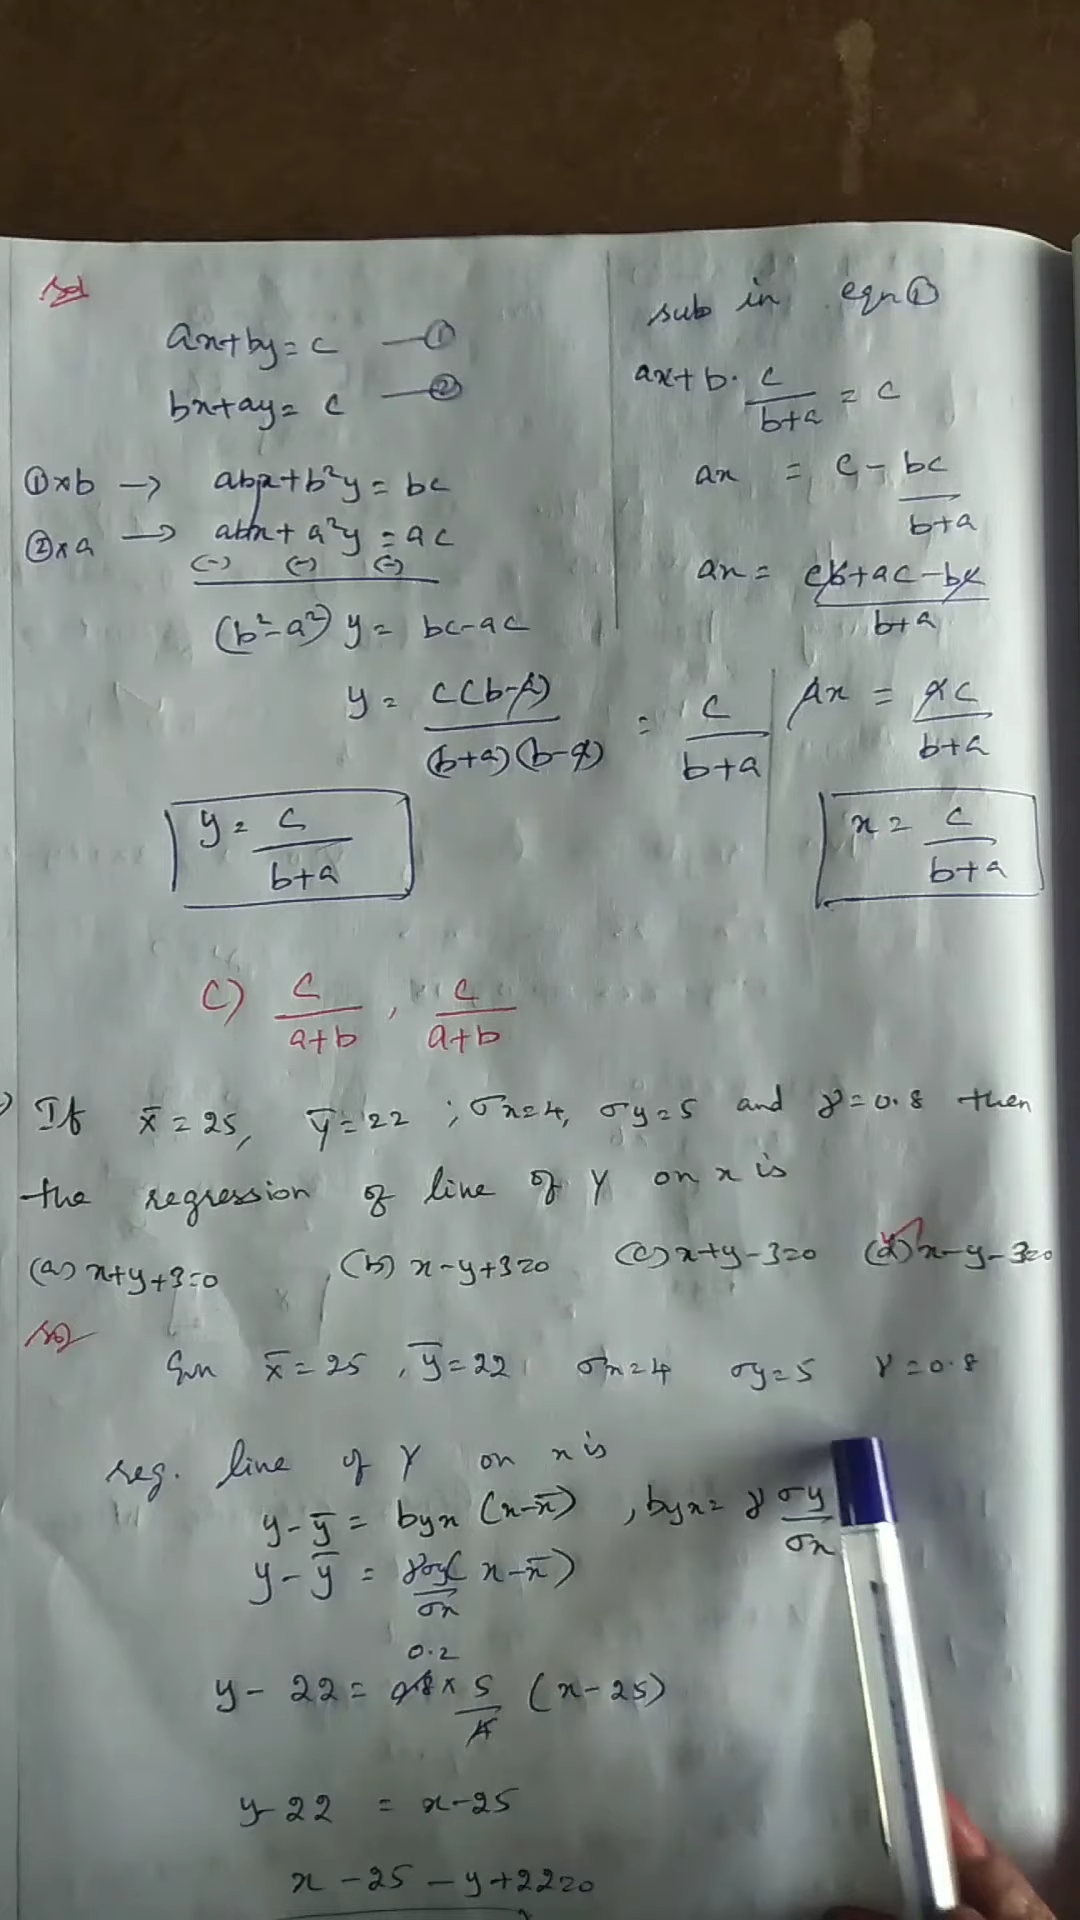 Sol
ax+by = c —①
bx+ay = c —②
①×b → abx+b²y = bc
②×a → abx+a²y = ac
(-) (-) (-)
(b²-a²) y = bc-ac
y = c(b-a)/(b+a)(b-a) = c/b+a
y = c/b+a
sub in eqn①
ax+b. c/b+a = c
ax = c - bc/b+a
ax = cb+ac-bc/b+a
ax = ac/b+a
x = c/b+a
C) c/a+b , c/a+b
) If x̄ = 25, ȳ = 22 ; σx=4, σy=5 and γ=0.8 then
the regression of line of Y on x is
(a) x+y+3=0 (b) x-y+3=0 (c) x+y-3=0 (d) x-y-3=0
Sol
Gn x̄ = 25 , ȳ = 22 σx=4 σy=5 γ=0.8
reg. line of Y on x is
y-ȳ = byx (x-x̄) , byx = γ σy/σx
y-ȳ = γσy/σx (x-x̄)
0.2
y - 22 = 0.8 × 5/4 (x-25)
y-22 = x-25
x -25 -y+22=0